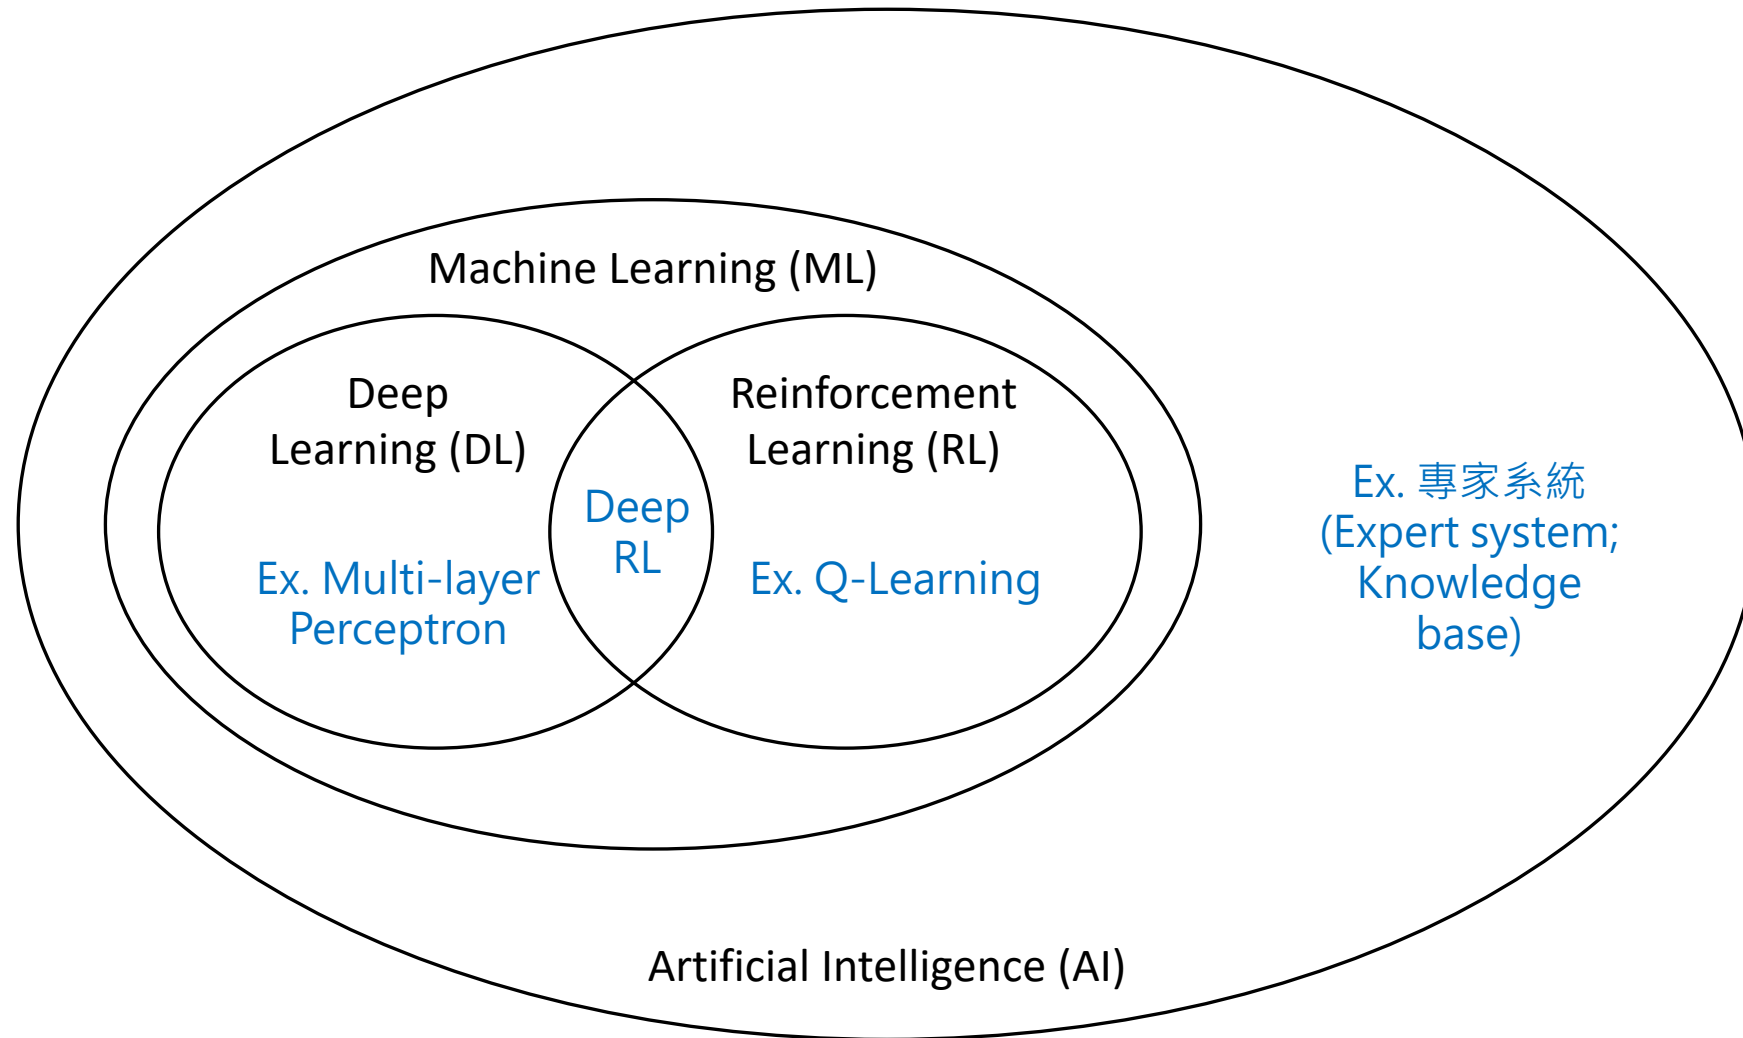 Machine Learning (ML)
Deep
Learning (DL)
Reinforcement
Learning (RL)
Deep
RL
Ex. Multi-layer
Perceptron
Ex. Q-Learning
Ex. 專家系統
(Expert system;
Knowledge
base)
Artificial Intelligence (AI)